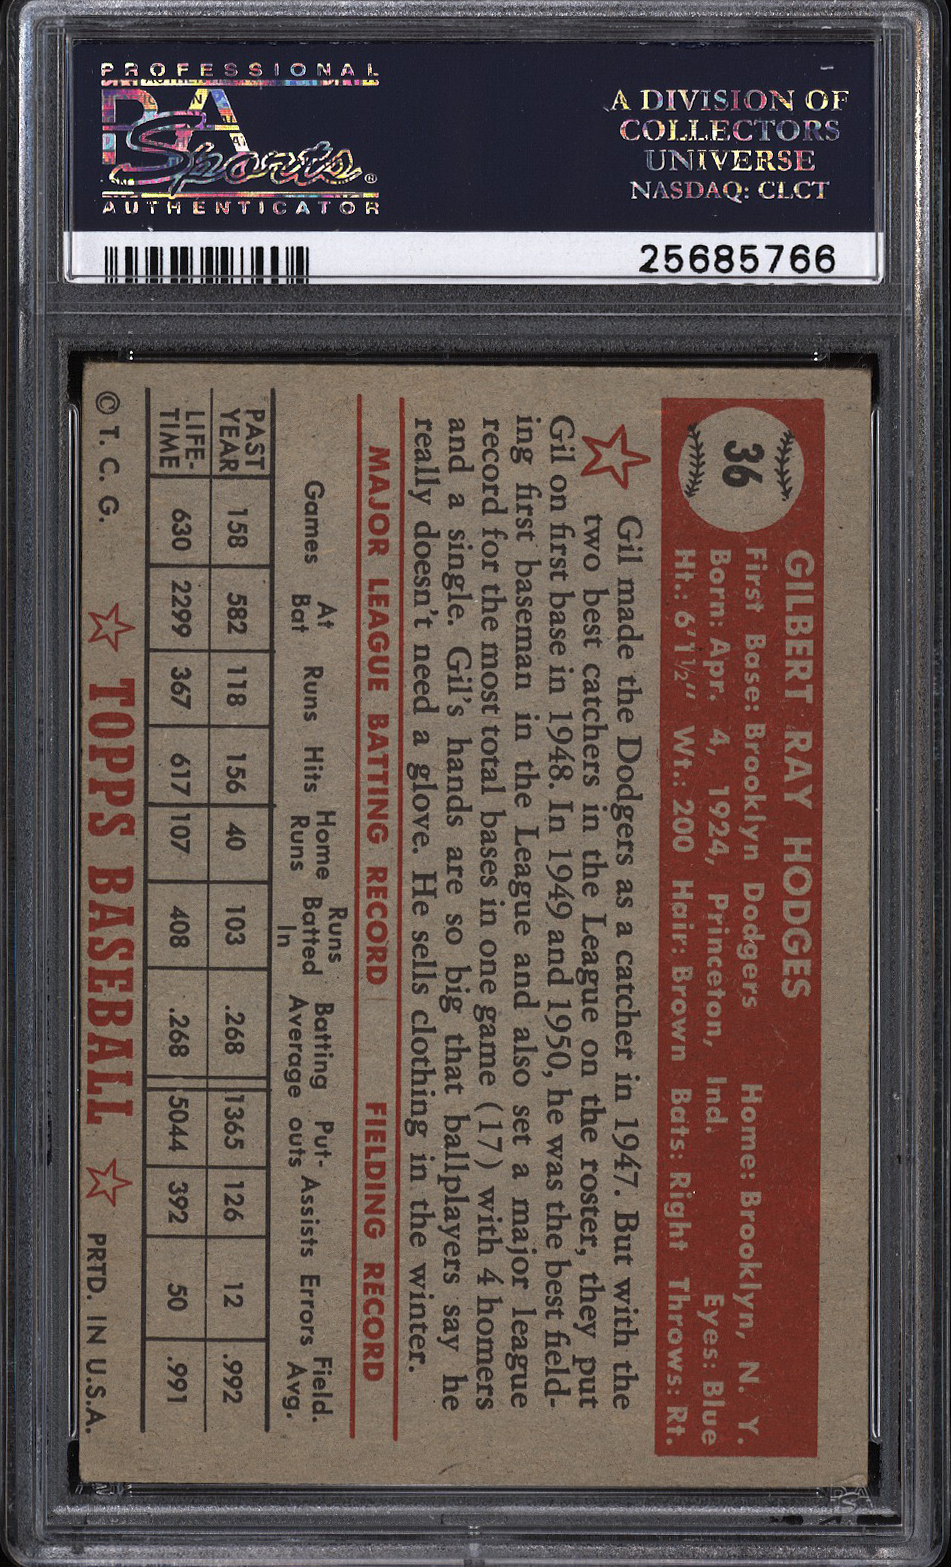 PROFESSIONAL
PSA
Sports®
AUTHENTICATOR
A DIVISION OF
COLLECTORS
UNIVERSE
NASDAQ: CLCT
25685766
36
GILBERT RAY HODGES
First Base: Brooklyn Dodgers Home: Brooklyn, N. Y.
Born: Apr. 4, 1924, Princeton, Ind. Eyes: Blue
Ht.: 6'1½" Wt.: 200 Hair: Brown Bats: Right Throws: Rt.
Gil made the Dodgers as a catcher in 1947. But with the
two best catchers in the League on the roster, they put
Gil on first base in 1948. In 1949 and 1950, he was the best field-
ing first baseman in the League and also set a major league
record for the most total bases in one game (17) with 4 homers
and a single. Gil's hands are so big that ballplayers say he
really doesn't need a glove. He sells clothing in the winter.
MAJOR LEAGUE BATTING RECORD FIELDING RECORD
Games At Bat Runs Hits Home Runs Runs Batted In Batting Average Put-outs Assists Errors Field. Avg.
PAST YEAR 158 582 118 156 40 103 .268 1365 126 12 .992
LIFE-TIME 630 2299 367 617 107 408 .268 5044 392 50 .991
© T. C. G. TOPPS BASEBALL PRTD. IN U.S.A.